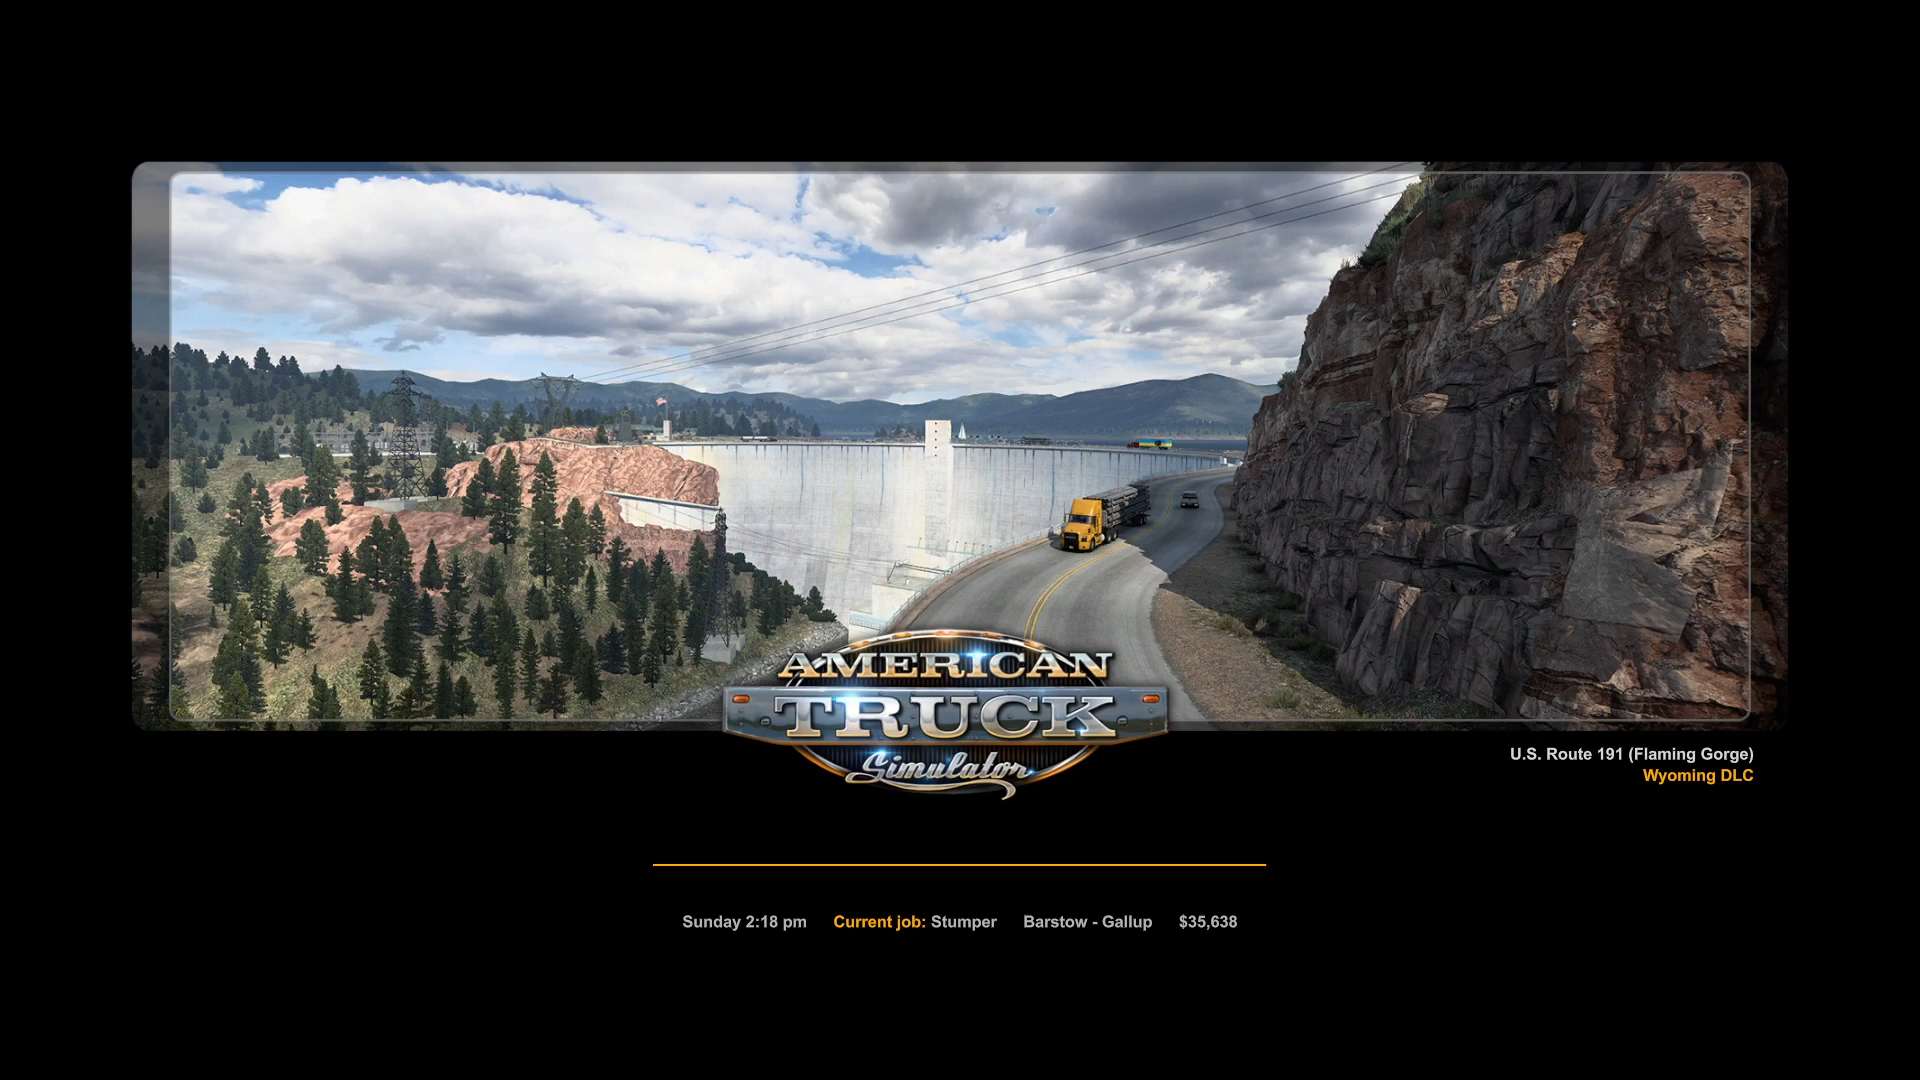 AMERICAN
TRUCK
Simulator
U.S. Route 191 (Flaming Gorge)
Wyoming DLC
Sunday 2:18 pm Current job: Stumper Barstow - Gallup $35,638